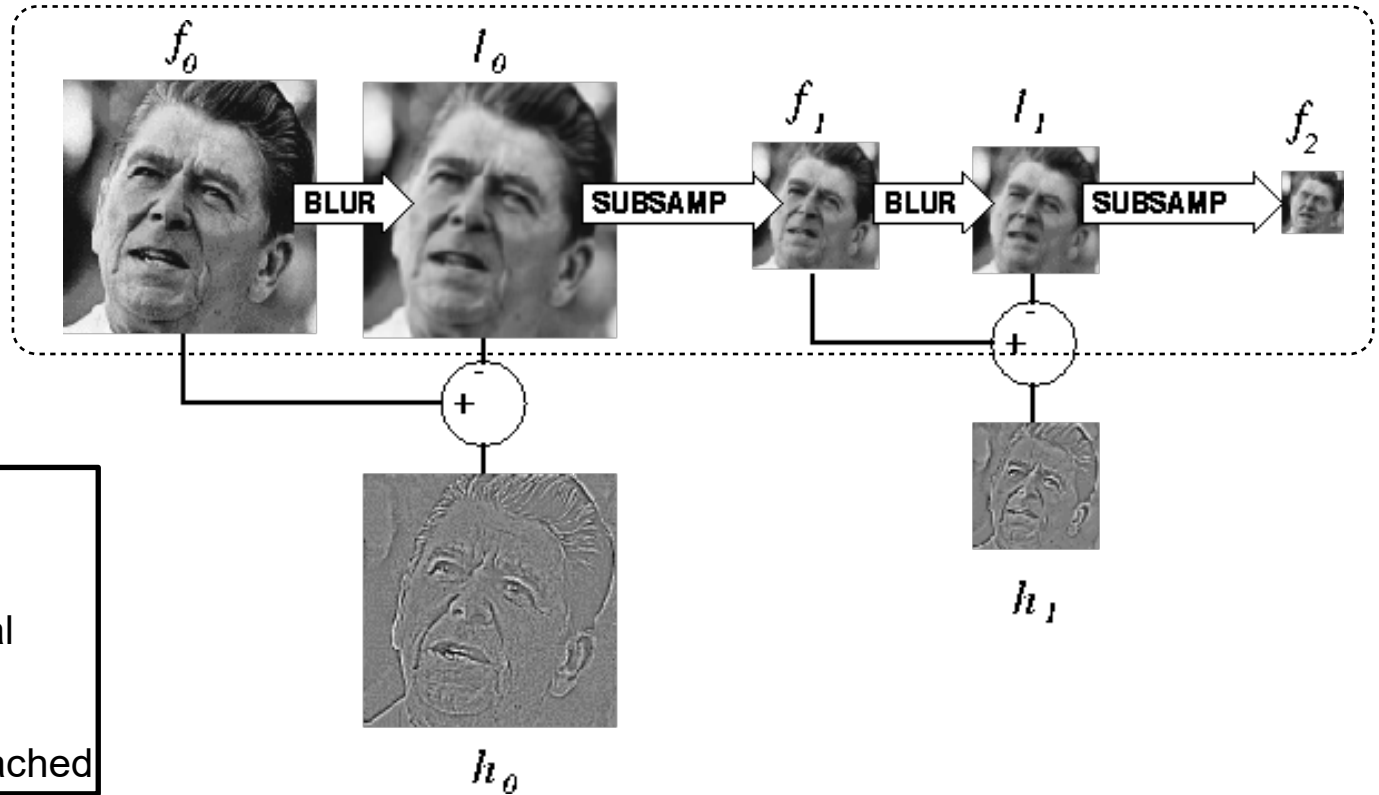 f0
l0
f1
l1
f2
BLUR
SUBSAMP
BLUR
SUBSAMP
-
+
-
+
h1
al
ached
h0